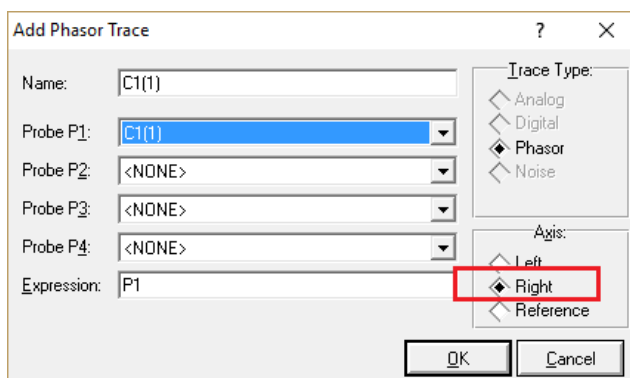 Add Phasor Trace ?
Name: C1(1)
Probe P1: C1(1)
Probe P2: <NONE>
Probe P3: <NONE>
Probe P4: <NONE>
Expression: P1
Trace Type:
Analog
Digital
Phasor
Noise
Axis:
Left
Right
Reference
OK Cancel